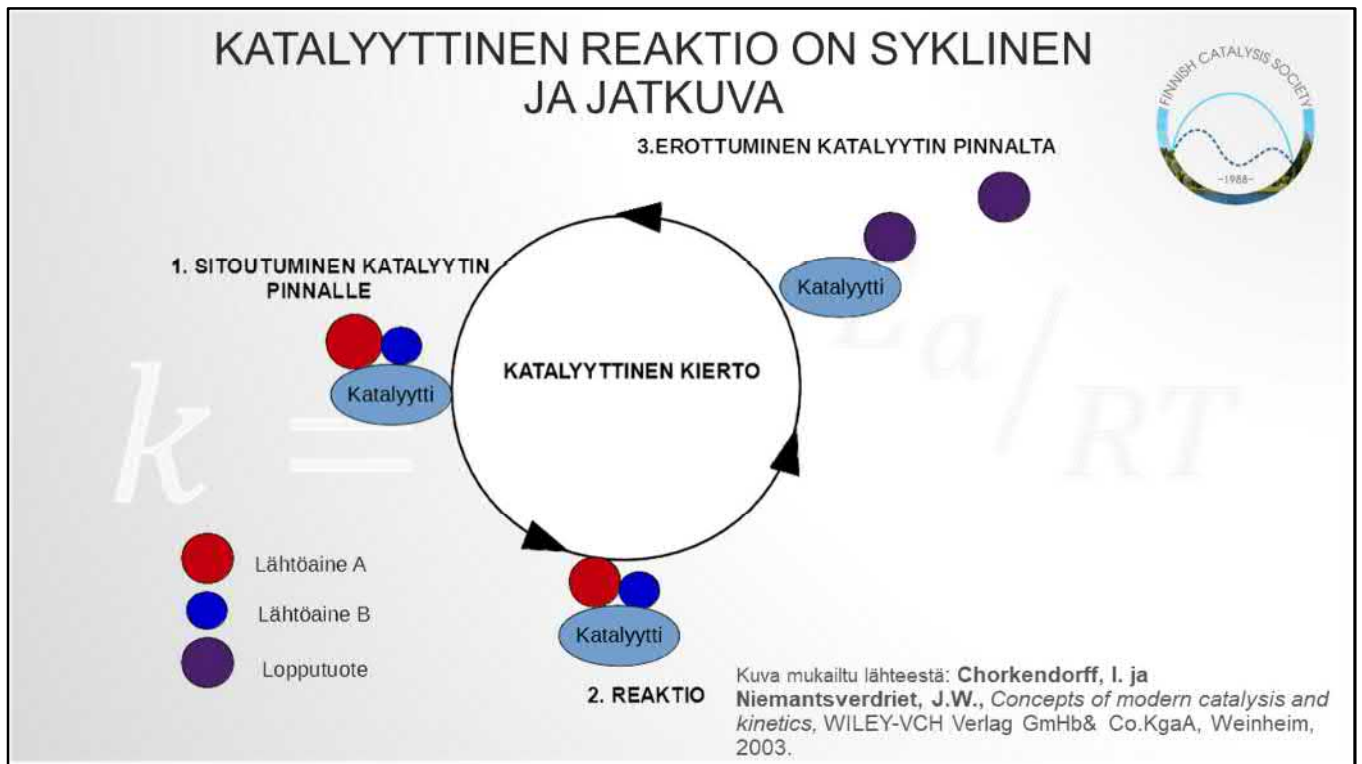 KATALYYTTINEN REAKTIO ON SYKLINEN
JA JATKUVA
FINNISH CATALYSIS SOCIETY
~1988~
3.EROTTUMINEN KATALYYTIN PINNALTA
1. SITOUTUMINEN KATALYYTIN
PINNALLE
Katalyytti
Katalyytti
KATALYYTTINEN KIERTO
k =
Ea/RT
Lähtöaine A
Lähtöaine B
Lopputuote
Katalyytti
2. REAKTIO
Kuva mukailtu lähteestä: Chorkendorff, I. ja
Niemantsverdriet, J.W., Concepts of modern catalysis and
kinetics, WILEY-VCH Verlag GmHb& Co.KgaA, Weinheim,
2003.